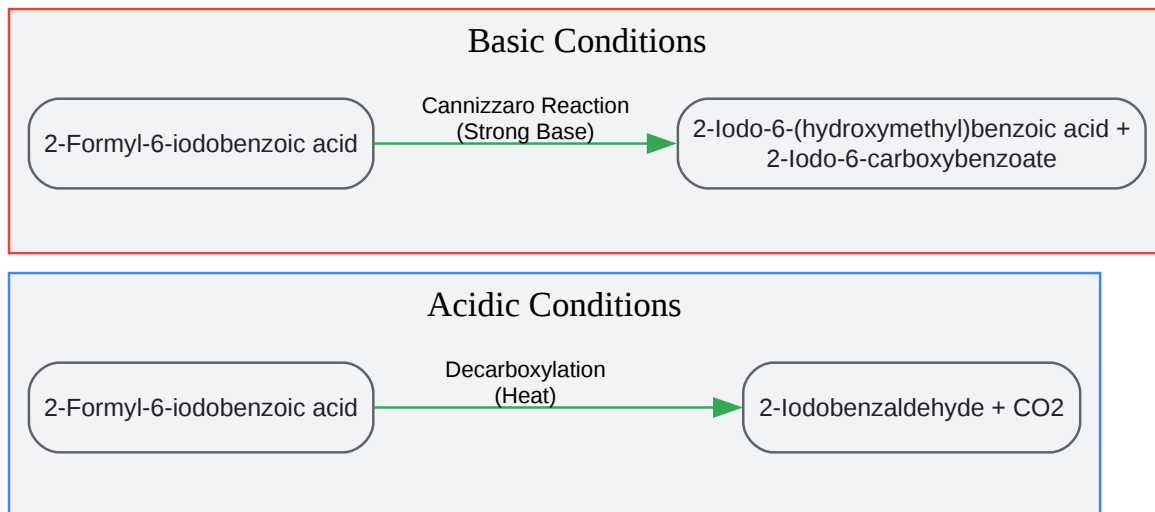 Basic Conditions
Cannizzaro Reaction
(Strong Base)
2-Formyl-6-iodobenzoic acid
2-Iodo-6-(hydroxymethyl)benzoic acid +
2-Iodo-6-carboxybenzoate
Acidic Conditions
Decarboxylation
(Heat)
2-Formyl-6-iodobenzoic acid
2-Iodobenzaldehyde + CO2